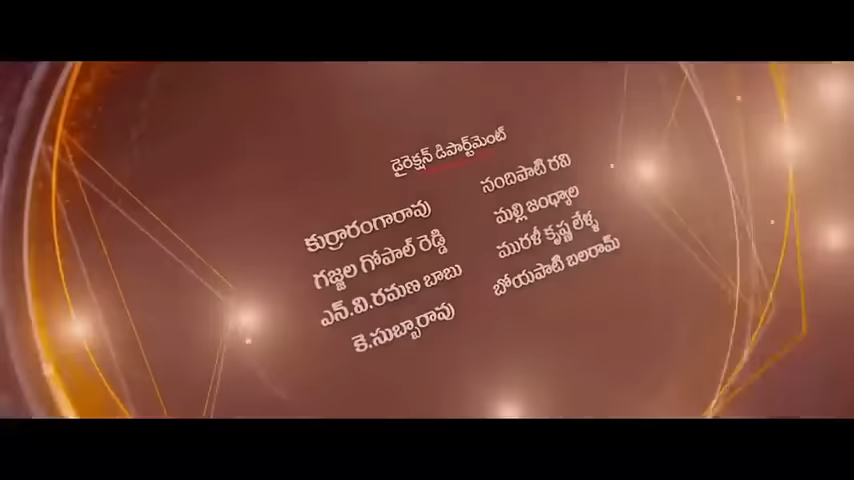 డైరెక్షన్ డిపార్ట్‌మెంట్
కుర్రారంగారావు
గజ్జల గోపాల్ రెడ్డి
ఎన్.వి.రమణ బాబు
కె.సుబ్బారావు
నందిపాటి రవి
మల్లి జంధ్యాల
మురళీ కృష్ణ లేళ్ళ
బోయపాటి బలరామ్